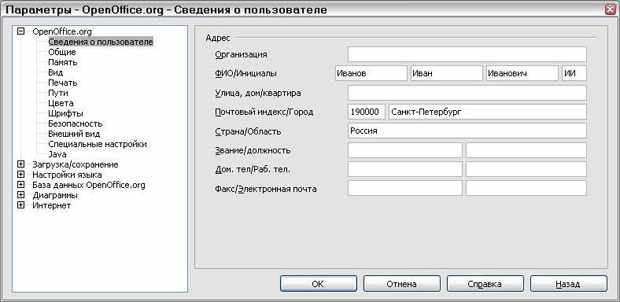 Параметры - OpenOffice.org - Сведения о пользователе
OpenOffice.org
Сведения о пользователе
Общие
Память
Вид
Печать
Пути
Цвета
Шрифты
Безопасность
Внешний вид
Специальные настройки
Java
Загрузка/сохранение
Настройки языка
База данных OpenOffice.org
Диаграммы
Интернет
Адрес
Организация
ФИО/Инициалы Иванов Иван Иванович ИИ
Улица, дом/квартира
Почтовый индекс/Город 190000 Санкт-Петербург
Страна/Область Россия
Звание/должность
Дом. тел/Раб. тел.
Факс/Электронная почта
ОК Отмена Справка Назад